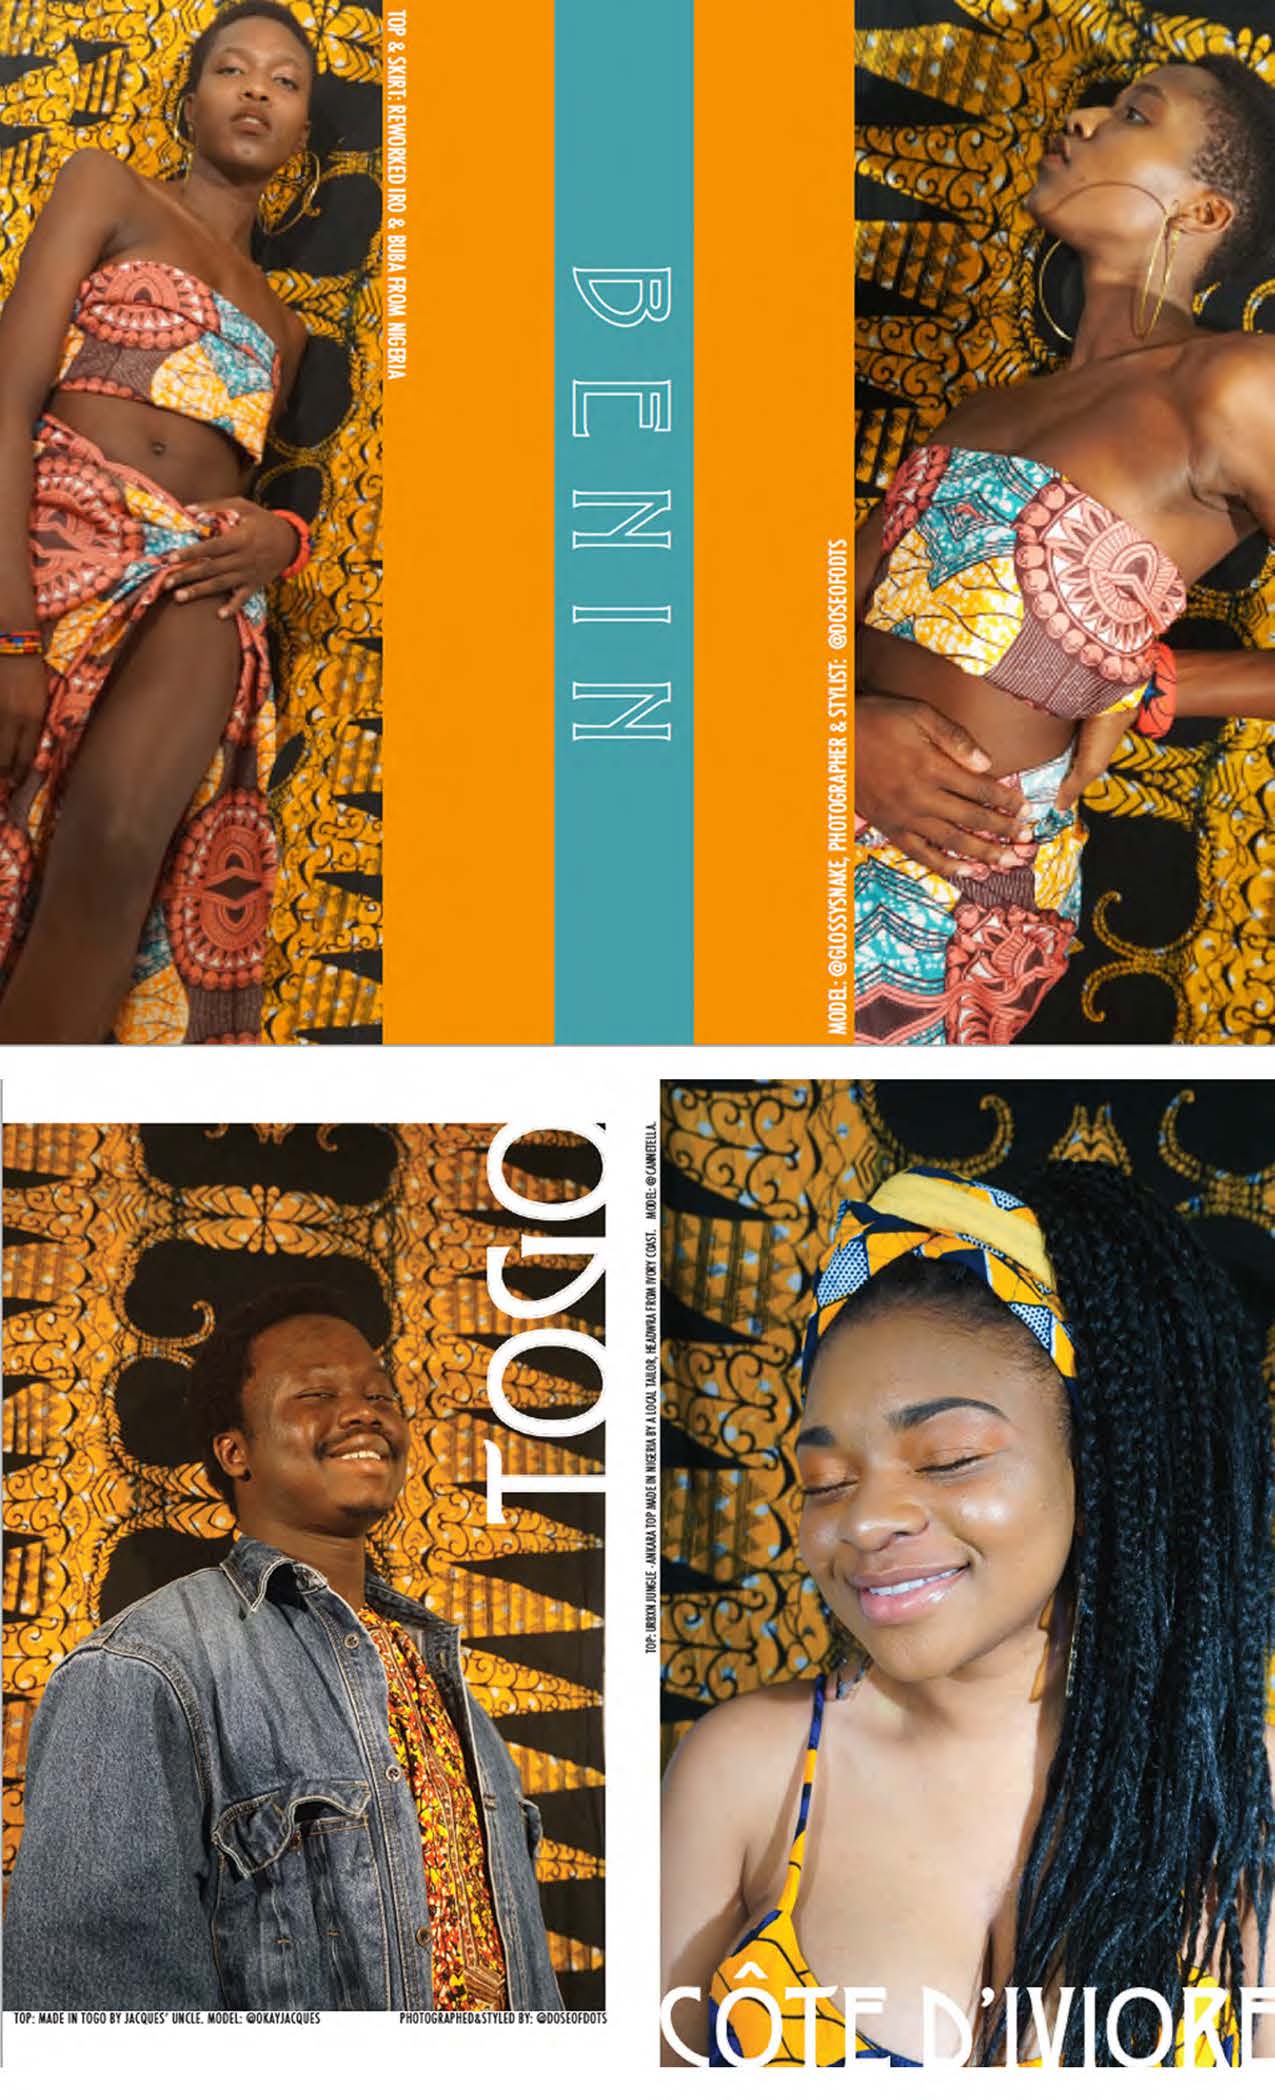 TOP & SKIRT: REWORKED IRO & BUBA FROM NIGERIA
BENIN
MODEL: @GLOSSYSNAKE, PHOTOGRAPHER & STYLIST: @DOSEOFDOTS
TOGO
TOP: MADE IN TOGO BY JACQUES' UNCLE. MODEL: @OKAYJACQUES
PHOTOGRAPHED&STYLED BY: @DOSEOFDOTS
TOP: URBXN JUNGLE - ANKARA TOP MADE IN NIGERIA BY A LOCAL TAILOR, HEADWRA FROM IVORY COAST. MODEL: @CANNETELLA.
CÔTE D'IVIORE